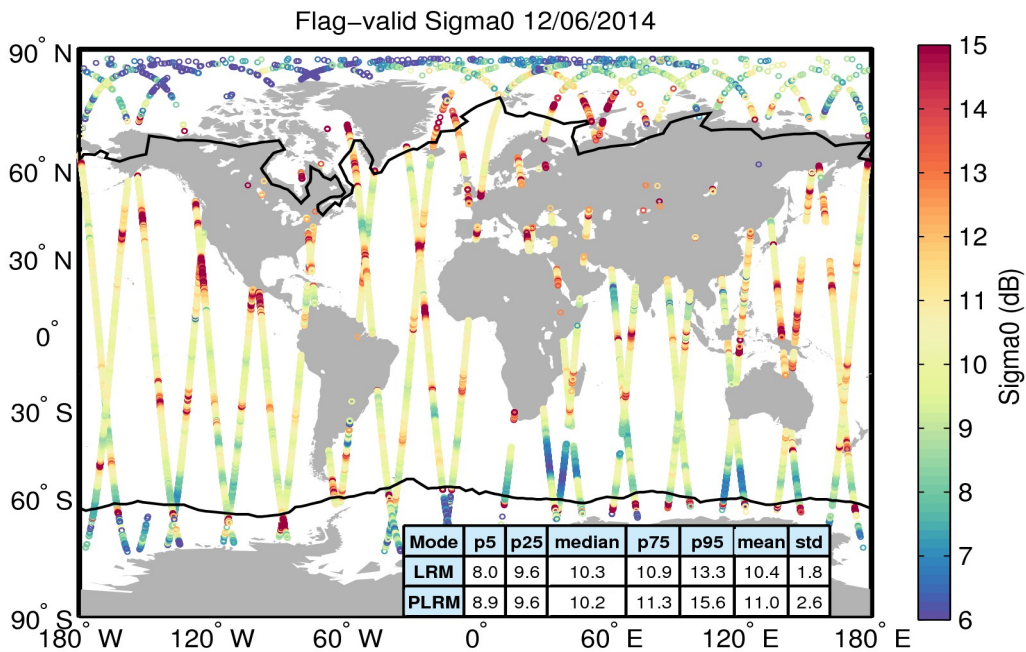 Flag−valid Sigma0 12/06/2014
90° N
60° N
30° N
0°
30° S
60° S
90° S
180° W
120° W
60° W
0°
60° E
120° E
180° E
Mode p5 p25 median p75 p95 mean std
LRM 8.0 9.6 10.3 10.9 13.3 10.4 1.8
PLRM 8.9 9.6 10.2 11.3 15.6 11.0 2.6
15
14
13
12
11
10
9
8
7
6
Sigma0 (dB)